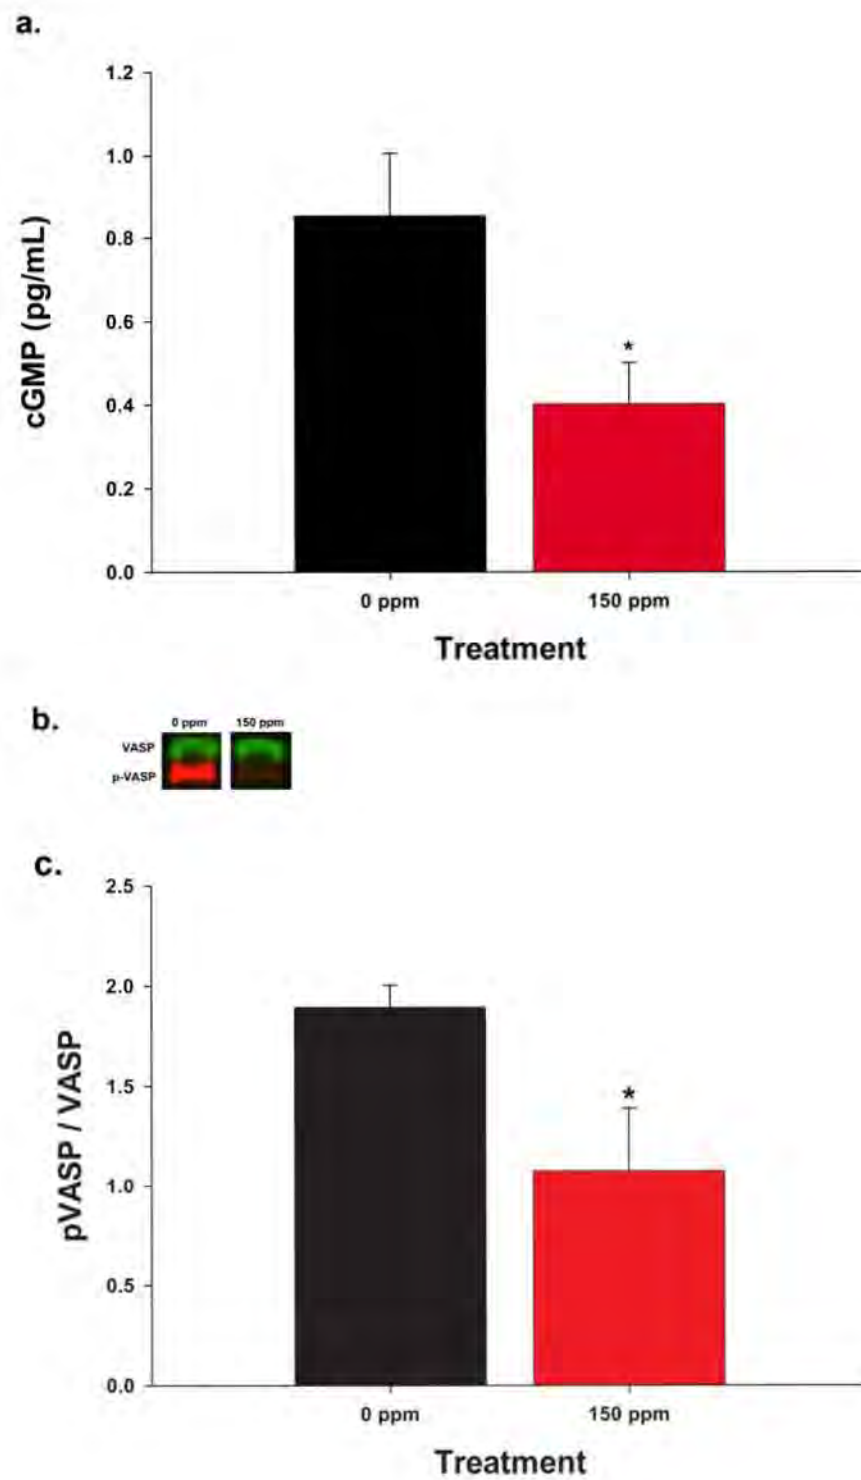 a.
1.2
1.0
0.8
0.6
0.4
0.2
0.0
cGMP (pg/mL)
*
0 ppm 150 ppm
Treatment
b.
0 ppm 150 ppm
VASP
p-VASP
c.
2.5
2.0
1.5
1.0
0.5
0.0
pVASP / VASP
*
0 ppm 150 ppm
Treatment